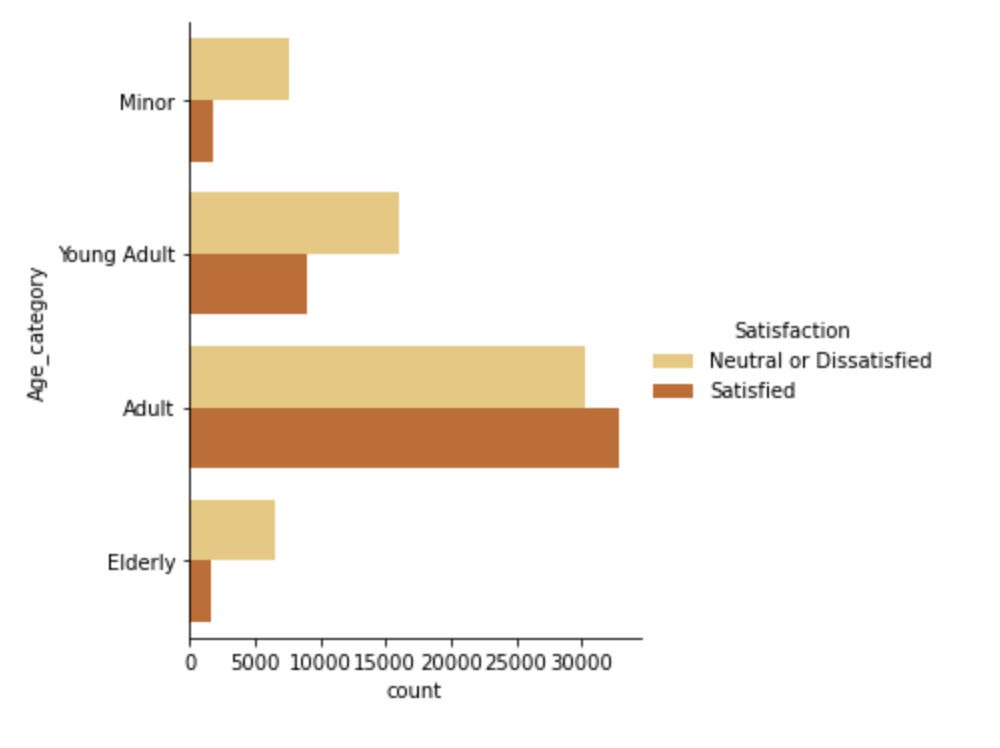 Minor
Young Adult
Adult
Elderly
Age_category
0 5000 10000 15000 20000 25000 30000
count
Satisfaction
Neutral or Dissatisfied
Satisfied